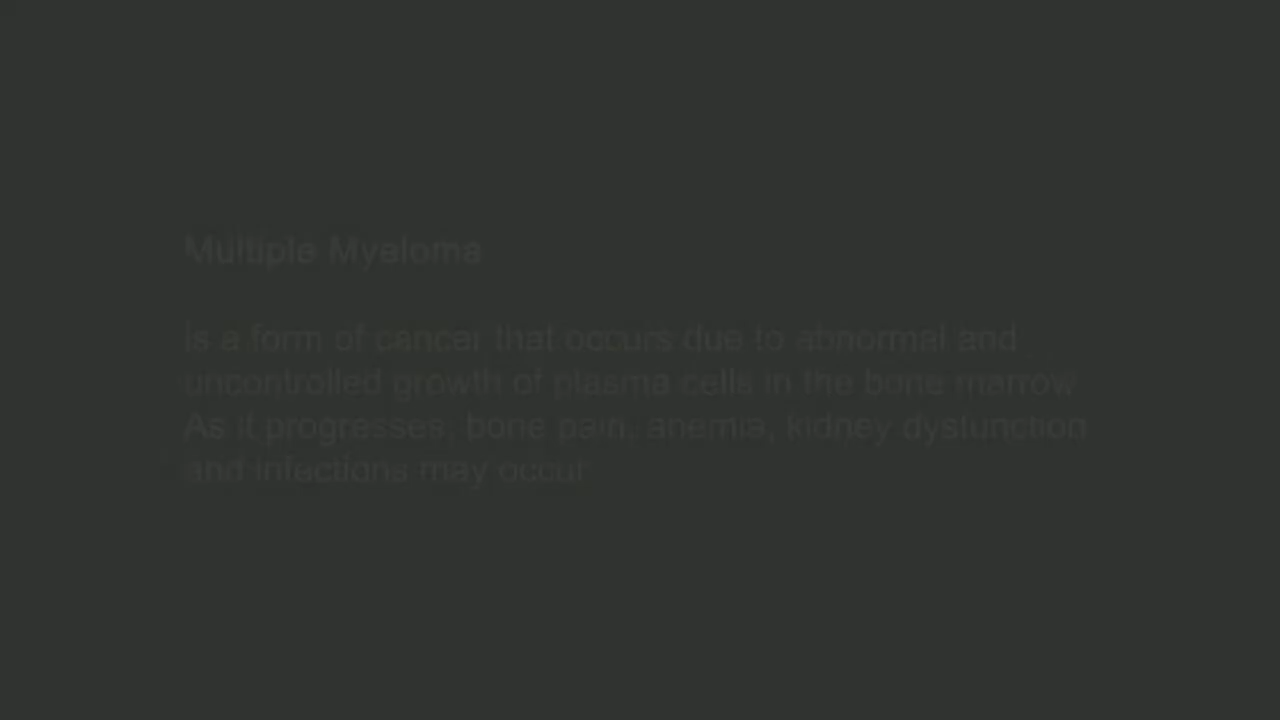 Multiple Myeloma
is a form of cancer that occurs due to abnormal and
uncontrolled growth of plasma cells in the bone marrow.
As it progresses, bone pain, anemia, kidney dysfunction
and infections may occur.